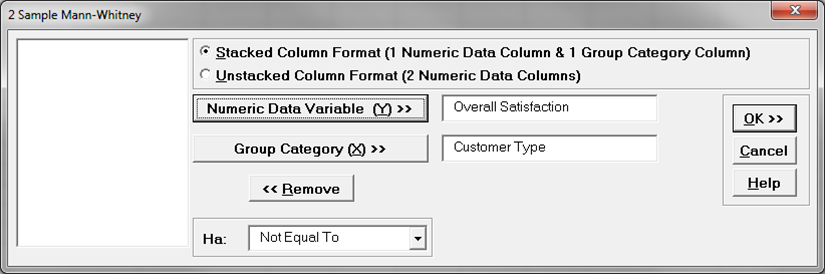 2 Sample Mann-Whitney
Stacked Column Format (1 Numeric Data Column & 1 Group Category Column)
Unstacked Column Format (2 Numeric Data Columns)
Numeric Data Variable (Y) >>
Overall Satisfaction
Group Category (X) >>
Customer Type
<< Remove
Ha:
Not Equal To
OK >>
Cancel
Help